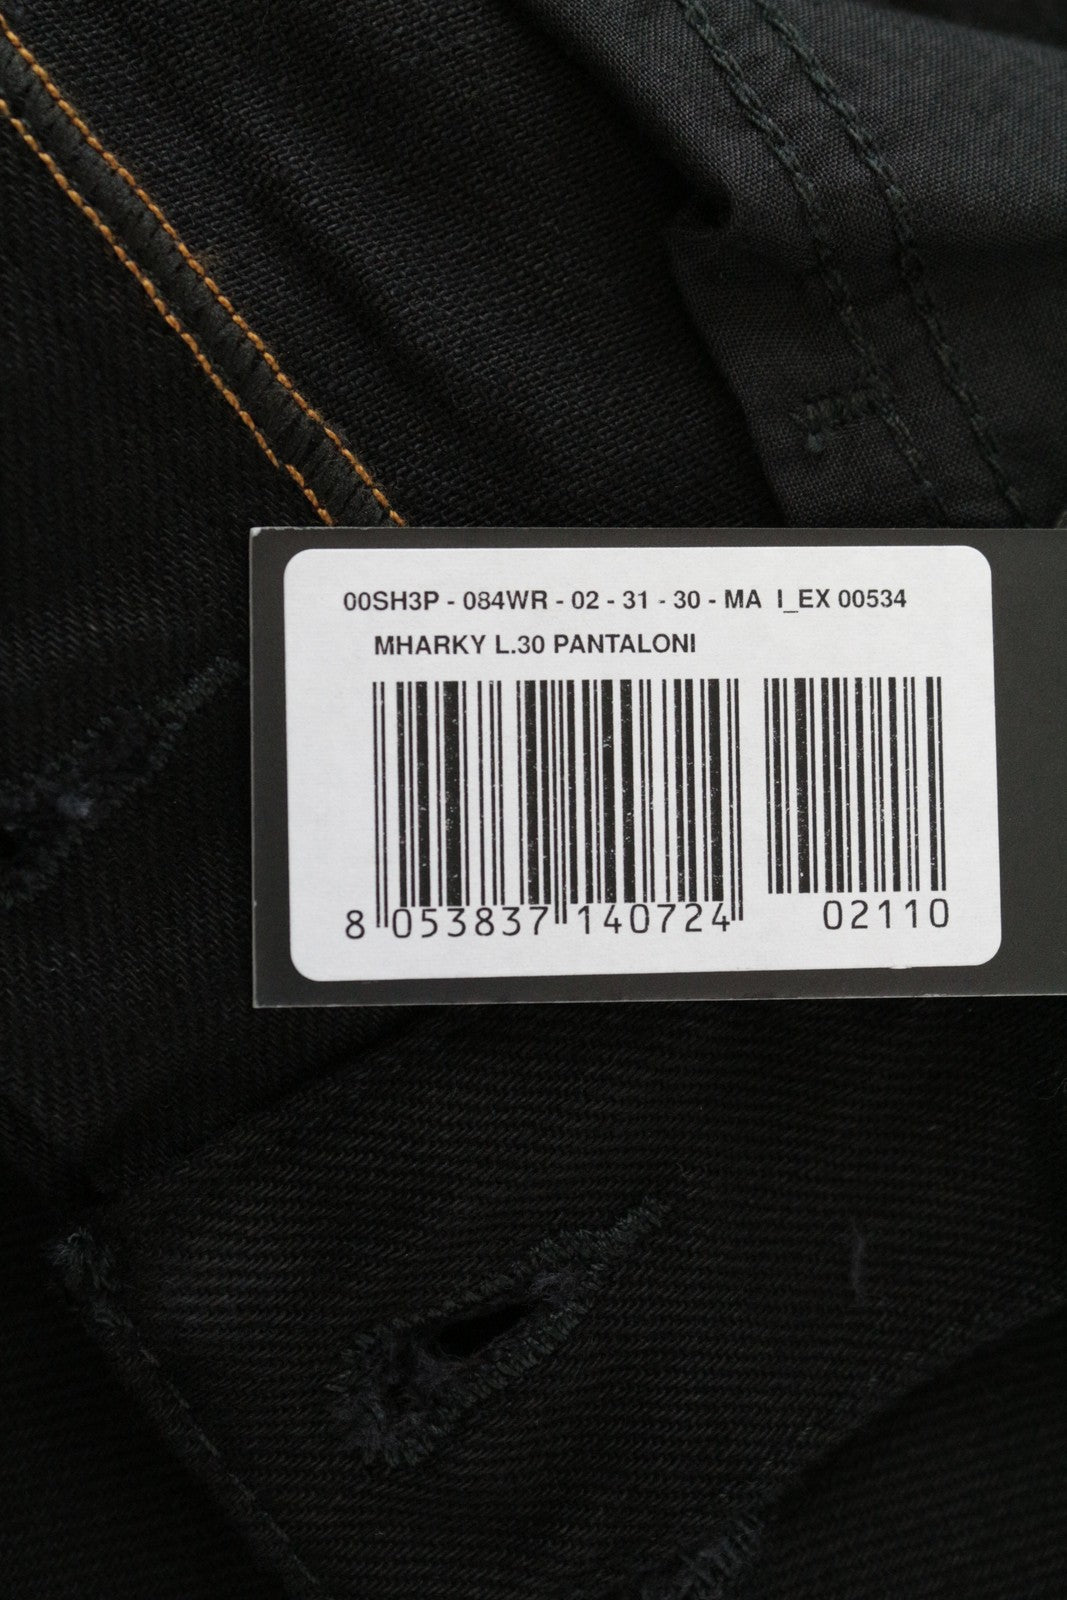 00SH3P - 084WR - 02 - 31 - 30 - MA I_EX 00534
MHARKY L.30 PANTALONI
8 053837 140724 02110